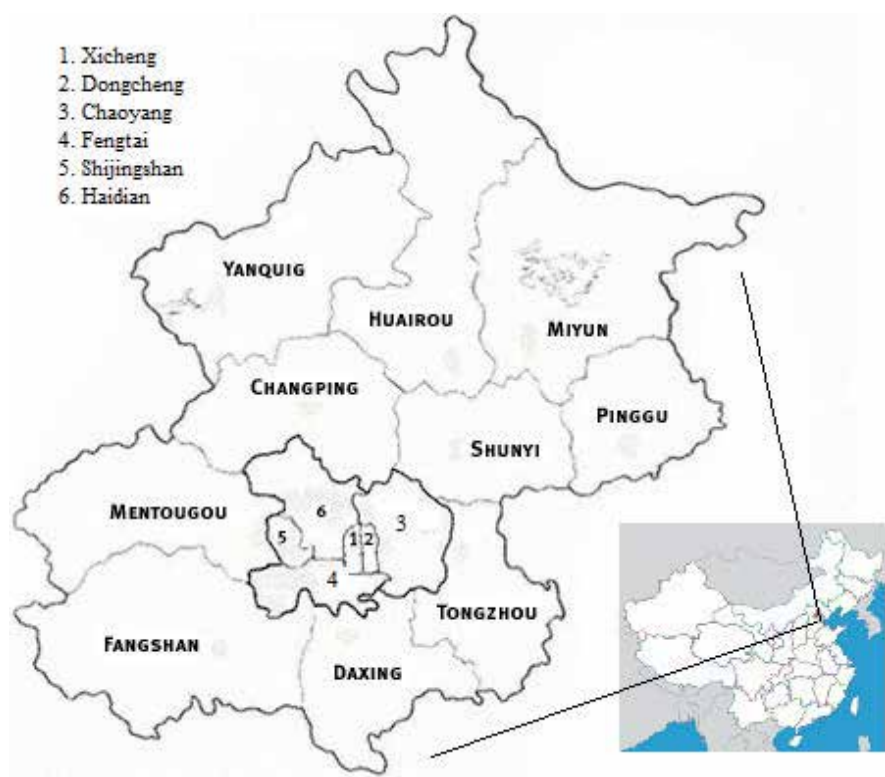 1. Xicheng
2. Dongcheng
3. Chaoyang
4. Fengtai
5. Shijingshan
6. Haidian
YANQUIG
HUAIROU
MIYUN
CHANGPING
PINGGU
SHUNYI
MENTOUGOU
6
3
5
1
2
4
TONGZHOU
FANGSHAN
DAXING